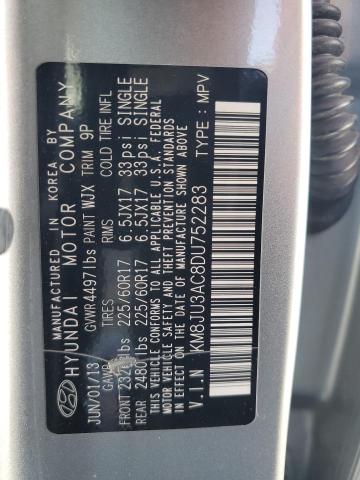 MANUFACTURED IN KOREA BY
HYUNDAI MOTOR COMPANY
JUN/01/13 GVWR 4497lbs PAINT WJX TRIM 9P
TIRES RIMS COLD TIRE INFL
FRONT lbs 225/60R17 6.5JX17 33psi SINGLE
REAR 2480lbs 225/60R17 6.5JX17 33psi SINGLE
THIS VEHICLE CONFORMS TO ALL APPLICABLE U.S.A. FEDERAL
MOTOR VEHICLE SAFETY AND THEFT PREVENTION
STANDARDS IN EFFECT ON THE DATE OF
MANUFACTURE SHOWN ABOVE.
V.I.N KM8JU3AC8DU752283 TYPE : MPV